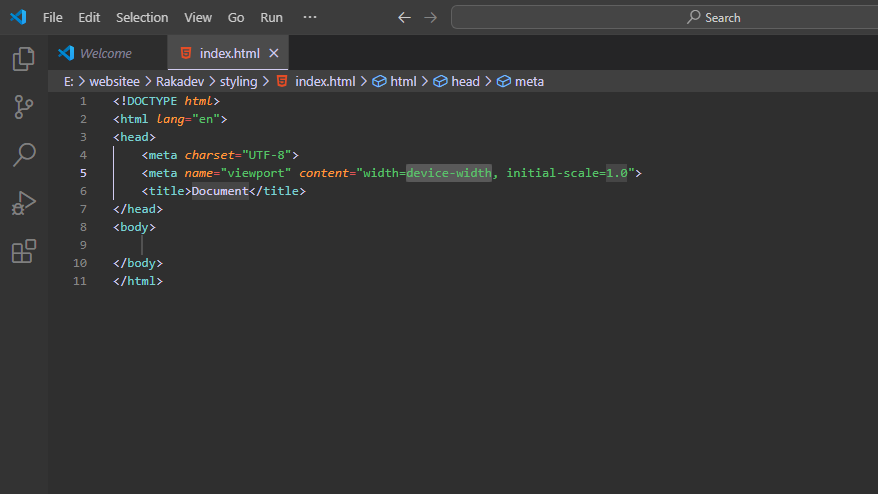 File Edit Selection View Go Run ··· Search
Welcome index.html
E: > websitee > Rakadev > styling > index.html > html > head > meta
1 <!DOCTYPE html>
2 <html lang="en">
3 <head>
4 <meta charset="UTF-8">
5 <meta name="viewport" content="width=device-width, initial-scale=1.0">
6 <title>Document</title>
7 </head>
8 <body>
9
10 </body>
11 </html>